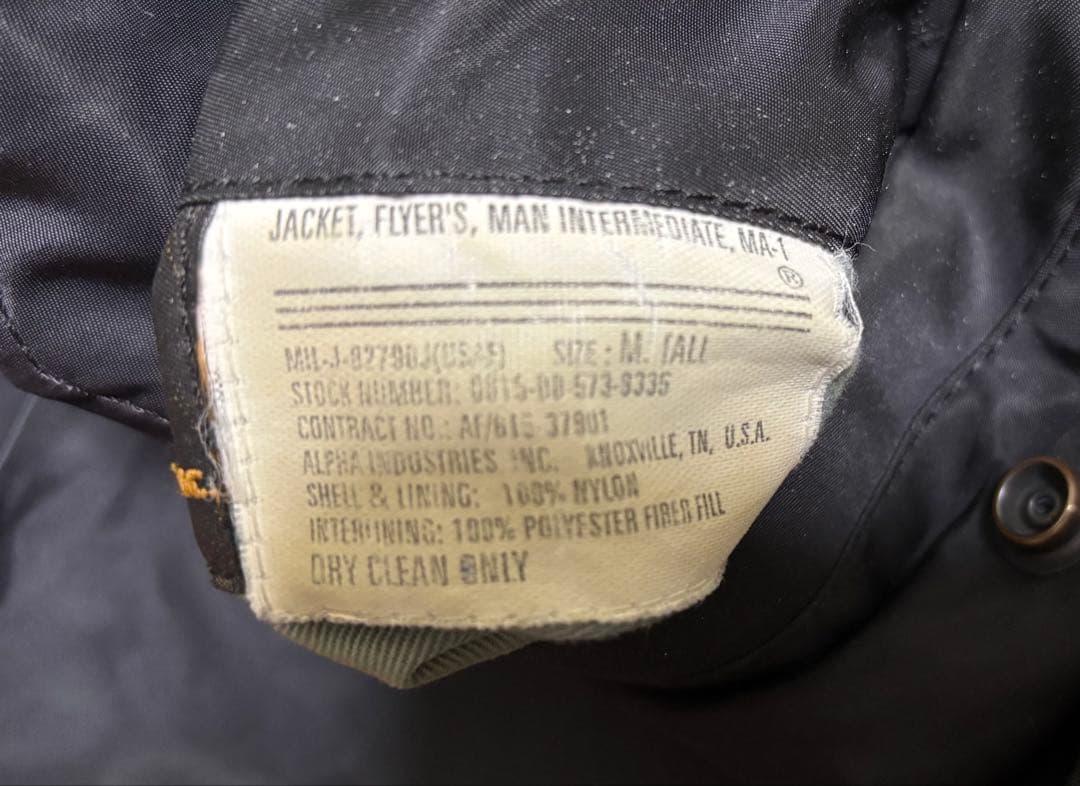 JACKET, FLYER'S, MAN INTERMEDIATE, MA-1
®
SIZE: M. TALL
STOCK NUMBER:
CONTRACT NO.: 37901
ALPHA INDUSTRIES INC. KNOXVILLE, TN, U.S.A.
SHELL & LINING: 100% NYLON
INTERLINING: 100% POLYESTER FIBER FILL
DRY CLEAN ONLY